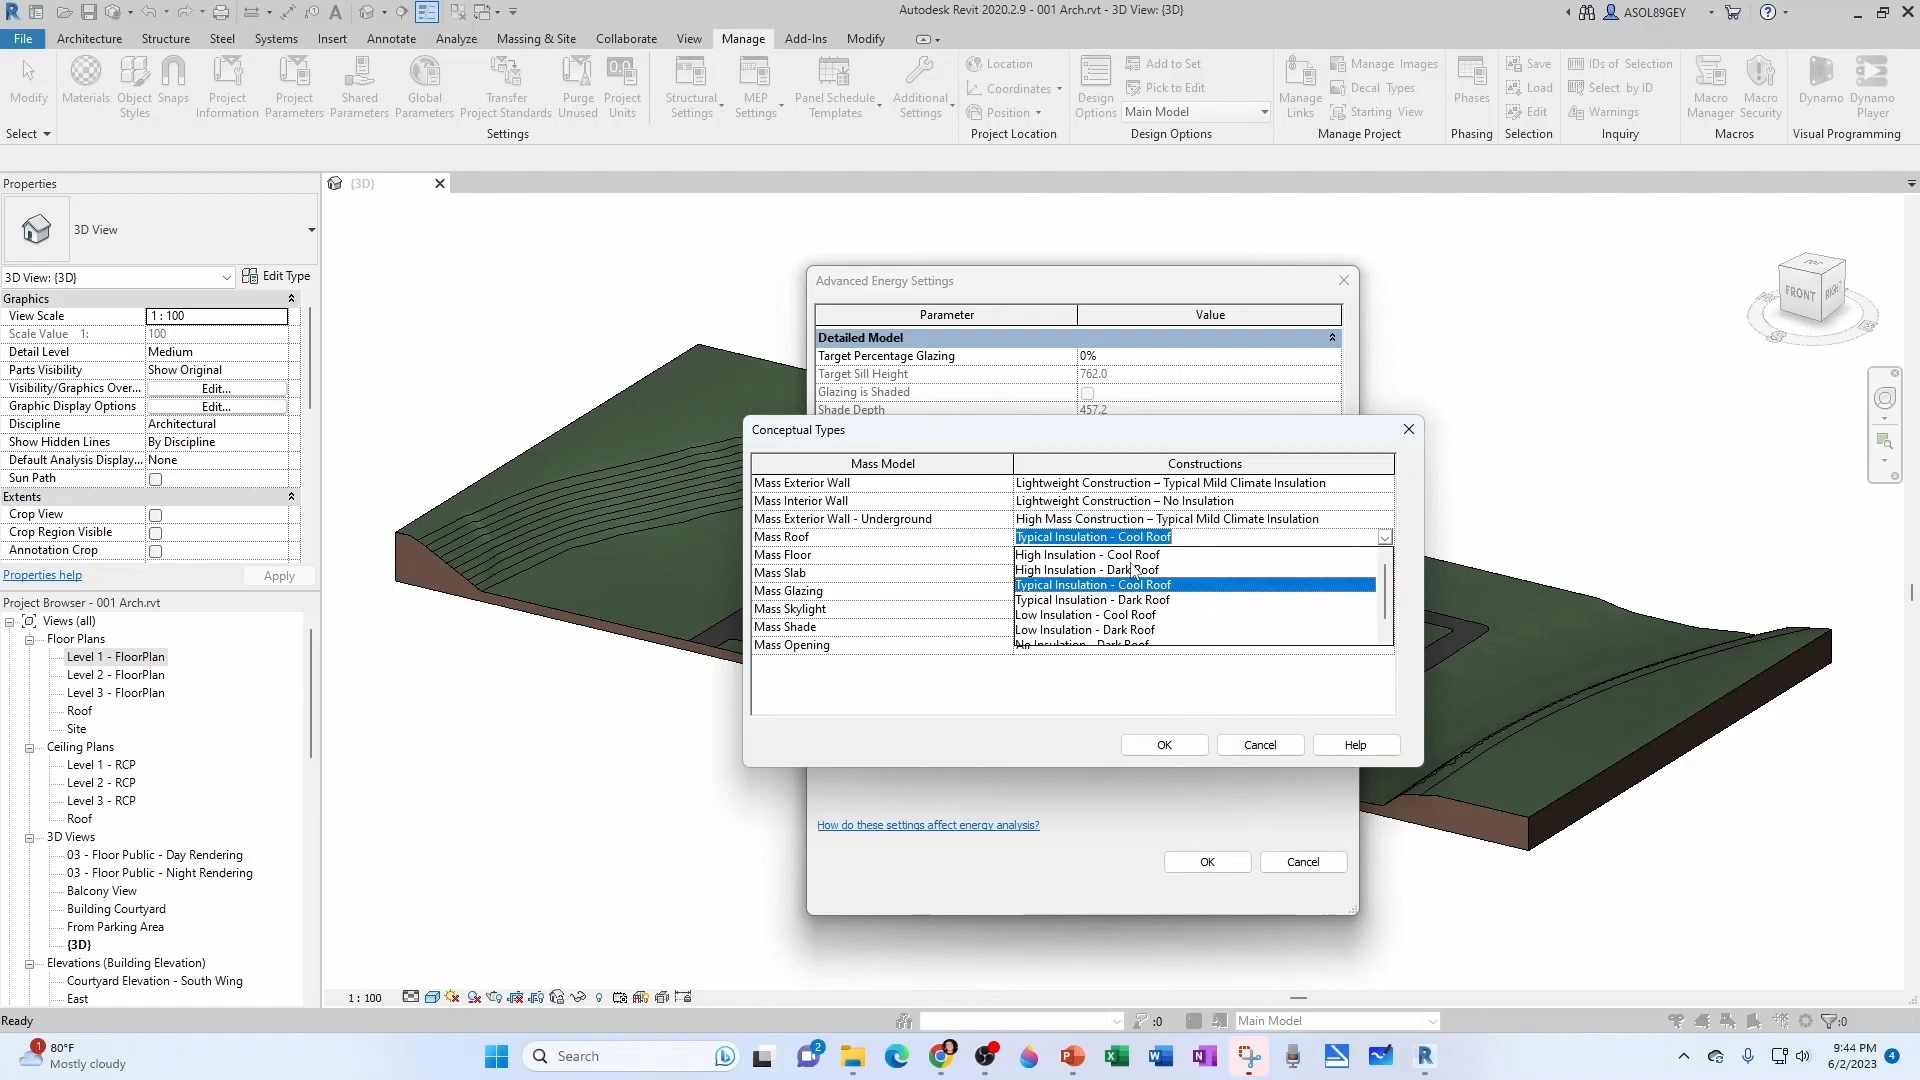 Autodesk Revit 2020.2.9 - 001 Arch.rvt - 3D View: {3D}
ASOL89GEY
File Architecture Structure Steel Systems Insert Annotate Analyze Massing & Site Collaborate View Manage Add-Ins Modify
Modify
Materials
Object Styles
Snaps
Project Information
Project Parameters
Shared Parameters
Global Parameters
Transfer Project Standards
Purge Unused
Project Units
Structural Settings
MEP Settings
Panel Schedule Templates
Additional Settings
Location
Coordinates
Position
Design Options
Add to Set
Pick to Edit
Main Model
Manage Links
Manage Images
Decal Types
Starting View
Phases
Save
Load
Edit
IDs of Selection
Select by ID
Warnings
Macro Manager
Macro Security
Dynamo
Dynamo Player
Select Settings Project Location Design Options Manage Project Phasing Selection Inquiry Macros Visual Programming
Properties
{3D}
3D View
3D View: {3D} Edit Type
Graphics
View Scale 1 : 100
Scale Value 1: 100
Detail Level Medium
Parts Visibility Show Original
Visibility/Graphics Over... Edit...
Graphic Display Options Edit...
Discipline Architectural
Show Hidden Lines By Discipline
Default Analysis Display... None
Sun Path
Extents
Crop View
Crop Region Visible
Annotation Crop
Properties help Apply
Project Browser - 001 Arch.rvt
Views (all)
Floor Plans
Level 1 - FloorPlan
Level 2 - FloorPlan
Level 3 - FloorPlan
Roof
Site
Ceiling Plans
Level 1 - RCP
Level 2 - RCP
Level 3 - RCP
Roof
3D Views
03 - Floor Public - Day Rendering
03 - Floor Public - Night Rendering
Balcony View
Building Courtyard
From Parking Area
{3D}
Elevations (Building Elevation)
Courtyard Elevation - South Wing
East
Advanced Energy Settings
Parameter Value
Detailed Model
Target Percentage Glazing 0%
Target Sill Height 762.0
Glazing is Shaded
Shade Depth 457.2
Conceptual Types
Mass Model Constructions
Mass Exterior Wall Lightweight Construction – Typical Mild Climate Insulation
Mass Interior Wall Lightweight Construction – No Insulation
Mass Exterior Wall - Underground High Mass Construction – Typical Mild Climate Insulation
Mass Roof Typical Insulation - Cool Roof
Mass Floor
Mass Slab
Mass Glazing
Mass Skylight
Mass Shade
Mass Opening
High Insulation - Cool Roof
High Insulation - Dark Roof
Typical Insulation - Cool Roof
Typical Insulation - Dark Roof
Low Insulation - Cool Roof
Low Insulation - Dark Roof
No Insulation - Dark Roof
OK Cancel Help
How do these settings affect energy analysis?
OK Cancel
FRONT RIGHT
1 : 100
Ready
:0
Main Model
:0
80°F
Mostly cloudy
Search
9:44 PM
6/2/2023